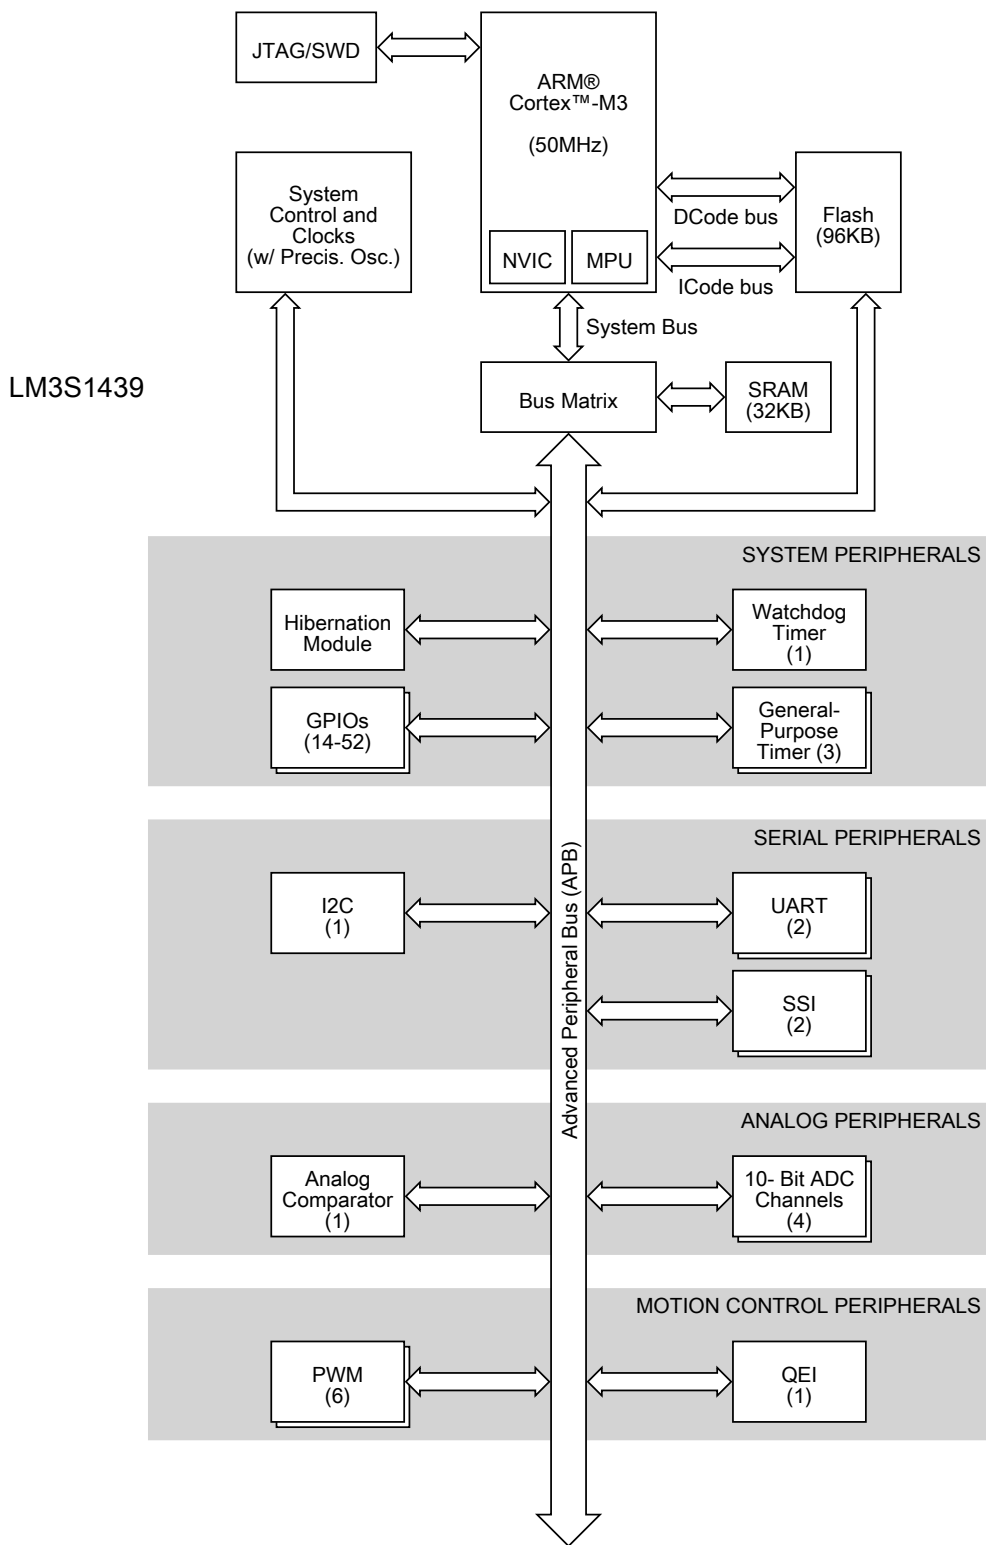 JTAG/SWD
ARM®
Cortex™-M3
(50MHz)
System
Control and
Clocks
(w/ Precis. Osc.)
NVIC
MPU
DCode bus
ICode bus
Flash
(96KB)
System Bus
LM3S1439
Bus Matrix
SRAM
(32KB)
SYSTEM PERIPHERALS
Hibernation
Module
Watchdog
Timer
(1)
GPIOs
(14-52)
General-
Purpose
Timer (3)
Advanced Peripheral Bus (APB)
SERIAL PERIPHERALS
I2C
(1)
UART
(2)
SSI
(2)
ANALOG PERIPHERALS
Analog
Comparator
(1)
10- Bit ADC
Channels
(4)
MOTION CONTROL PERIPHERALS
PWM
(6)
QEI
(1)